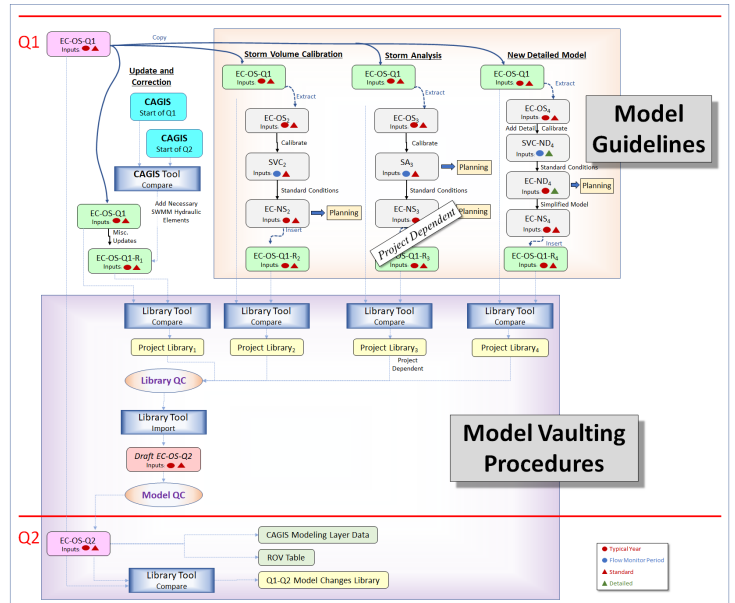 Q1
EC-OS-Q1
Inputs
Copy
Update and
Correction
CAGIS
Start of Q1
CAGIS
Start of Q2
CAGIS Tool
Compare
Add Necessary
SWMM Hydraulic
Elements
EC-OS-Q1
Inputs
Misc.
Updates
EC-OS-Q1-R1
Inputs
Storm Volume Calibration
EC-OS-Q1
Inputs
Extract
EC-OS2
Inputs
Calibrate
SVC2
Inputs
Standard Conditions
EC-NS2
Inputs
Planning
Insert
EC-OS-Q1-R2
Inputs
Storm Analysis
EC-OS-Q1
Inputs
Extract
EC-OS3
Inputs
Calibrate
SA3
Inputs
Planning
Standard Conditions
EC-NS3
Inputs
Planning
Project Dependent
EC-OS-Q1-R3
Inputs
New Detailed Model
EC-OS-Q1
Inputs
Extract
EC-OS4
Inputs
Add Detail
Calibrate
SVC-ND4
Inputs
Standard Conditions
EC-ND4
Inputs
Planning
Simplified Model
EC-NS4
Inputs
Insert
EC-OS-Q1-R4
Inputs
Model
Guidelines
Library Tool
Compare
Library Tool
Compare
Library Tool
Compare
Library Tool
Compare
Project Library1
Project Library2
Project Library3
Project Library4
Project
Dependent
Library QC
Library Tool
Import
Draft EC-OS-Q2
Inputs
Model QC
Model Vaulting
Procedures
Q2
EC-OS-Q2
Inputs
CAGIS Modeling Layer Data
ROV Table
Library Tool
Compare
Q1-Q2 Model Changes Library
Typical Year
Flow Monitor Period
Standard
Detailed